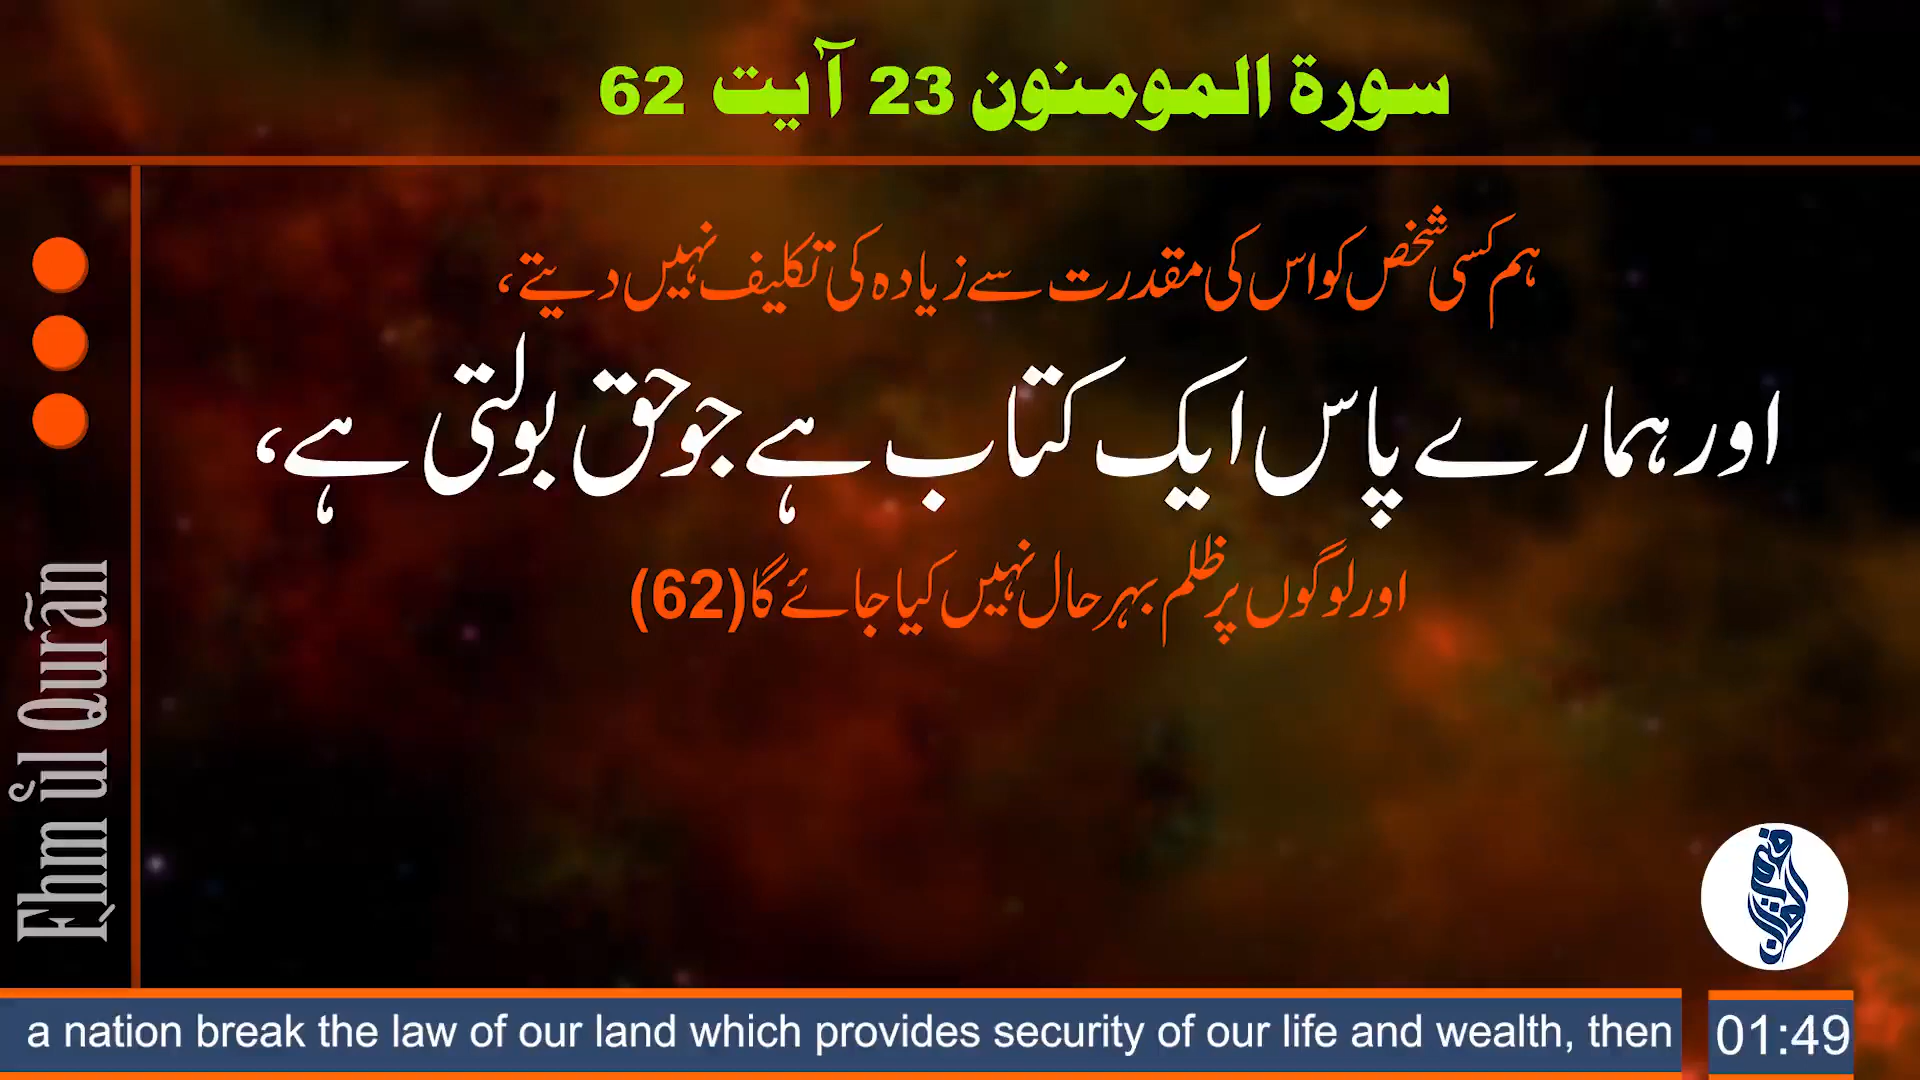 سورۃ المومنون 23 آیت 62
ہم کسی شخص کو اس کی مقدرت سے زیادہ کی تکلیف نہیں دیتے،
اور ہمارے پاس ایک کتاب ہے جو حق بولتی ہے،
اور لوگوں پر ظلم بہرحال نہیں کیا جائے گا(62)
Fhm ul Qurān
فہم القرآن
a nation break the law of our land which provides security of our life and wealth, then
01:49